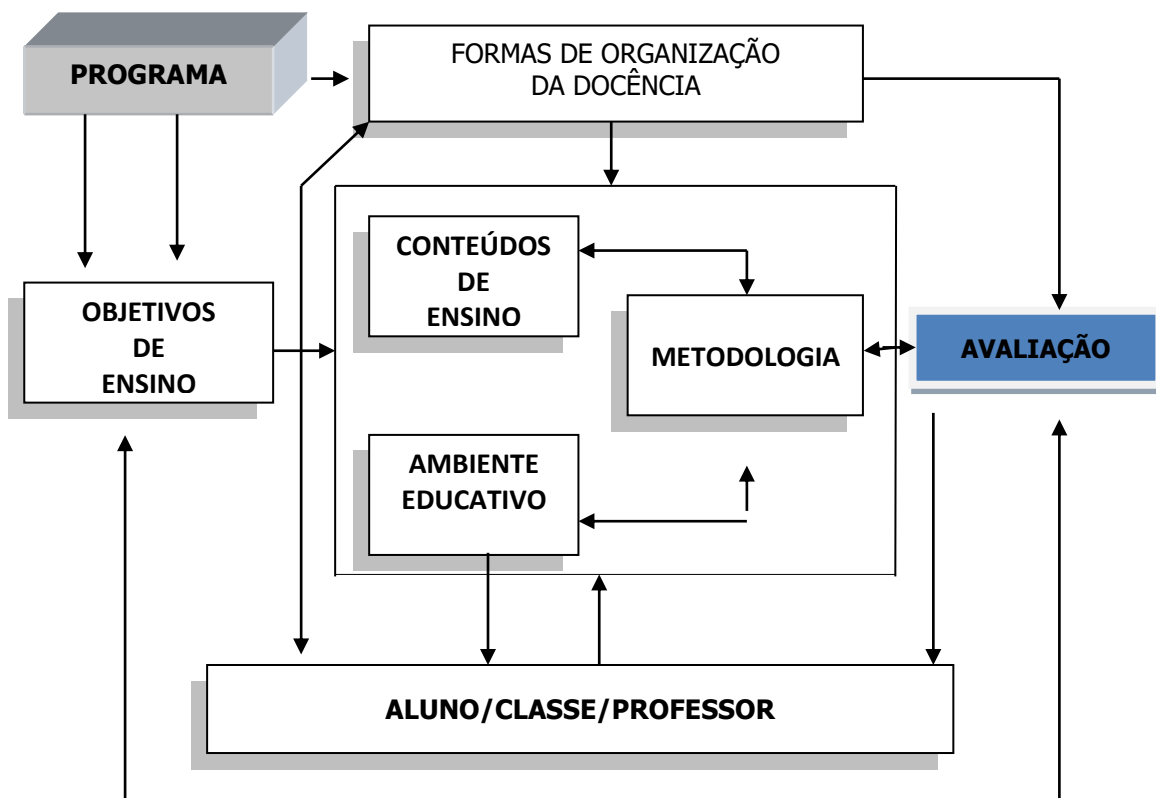 PROGRAMA
FORMAS DE ORGANIZAÇÃO
DA DOCÊNCIA
CONTEÚDOS
DE
ENSINO
OBJETIVOS
DE
ENSINO
METODOLOGIA
AVALIAÇÃO
AMBIENTE
EDUCATIVO
ALUNO/CLASSE/PROFESSOR